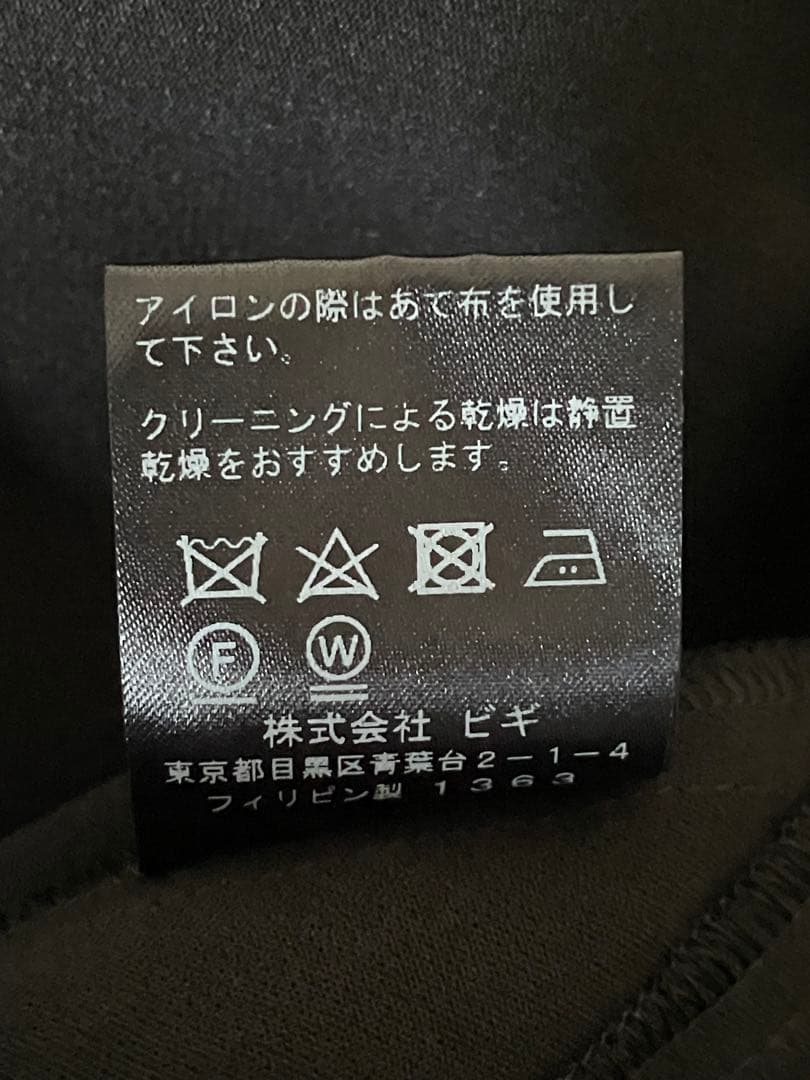 アイロンの際はあて布を使用し
て下さい。
クリーニングによる乾燥は静置
乾燥をおすすめします。
F W
株式会社 ビギ
東京都目黒区青葉台2-1-4
フィリピン製 1363